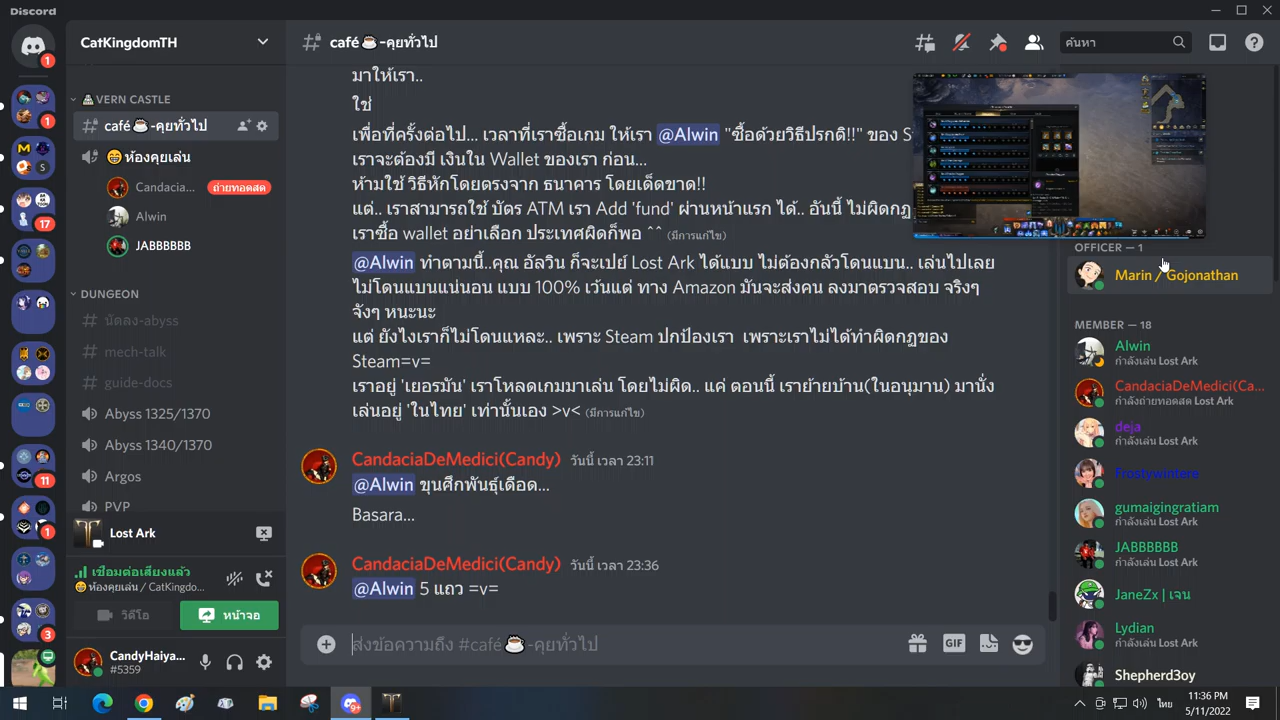 Discord
CatKingdomTH
café☕-คุยทั่วไป
ค้นหา
VERN CASTLE
café☕-คุยทั่วไป
😁ห้องคุยเล่น
Candacia...
ถ่ายทอดสด
Alwin
JABBBBBB
DUNGEON
นัดลง-abyss
mech-talk
guide-docs
Abyss 1325/1370
Abyss 1340/1370
Argos
PVP
Lost Ark
เชื่อมต่อเสียงแล้ว
😁ห้องคุยเล่น / CatKingdo...
วิดีโอ
หน้าจอ
CandyHaiya...
#5359
มาให้เรา..
ใช่
เพื่อที่ครั้งต่อไป... เวลาที่เราซื้อเกม ให้เรา @Alwin "ซื้อด้วยวิธีปรกติ!!" ของ S
เราจะต้องมี เงินใน Wallet ของเรา ก่อน...
ห้ามใช้ วิธีหักโดยตรงจาก ธนาคาร โดยเด็ดขาด!!
แต่.. เราสามารถใช้ บัตร ATM เรา Add 'fund' ผ่านหน้าแรก ได้.. อันนี้ ไม่ผิดกฎ
เราซื้อ wallet อย่าเลือก ประเทศผิดก็พอ ^^ (มีการแก้ไข)
@Alwin ทำตามนี้..คุณ อัลวิน ก็จะเปย์ Lost Ark ได้แบบ ไม่ต้องกลัวโดนแบน.. เล่นไปเลย
ไม่โดนแบนแน่นอน แบบ 100% เว้นแต่ ทาง Amazon มันจะส่งคน ลงมาตรวจสอบ จริงๆ
จังๆ หนะนะ
แต่ ยังไงเราก็ไม่โดนแหละ.. เพราะ Steam ปกป้องเรา เพราะเราไม่ได้ทำผิดกฎของ
Steam=v=
เราอยู่ 'เยอรมัน' เราโหลดเกมมาเล่น โดยไม่ผิด.. แค่ ตอนนี้ เราย้ายบ้าน(ในอนุมาน) มานั่ง
เล่นอยู่ 'ในไทย' เท่านั้นเอง >v< (มีการแก้ไข)
CandaciaDeMedici(Candy) วันนี้ เวลา 23:11
@Alwin ขุนศึกพันธุ์เดือด...
Basara...
CandaciaDeMedici(Candy) วันนี้ เวลา 23:36
@Alwin 5 แถว =v=
ส่งข้อความถึง #café☕-คุยทั่วไป
GIF
OFFICER — 1
Marin / Gojonathan
MEMBER — 18
Alwin
กำลังเล่น Lost Ark
CandaciaDeMedici(Ca...
กำลังถ่ายทอดสด Lost Ark
deja
กำลังเล่น Lost Ark
Frostywintere
gumaigingratiam
กำลังเล่น Lost Ark
JABBBBBB
กำลังเล่น Lost Ark
JaneZx | เจน
Lydian
กำลังเล่น Lost Ark
Shepherd3oy
ไทย
11:36 PM
5/11/2022